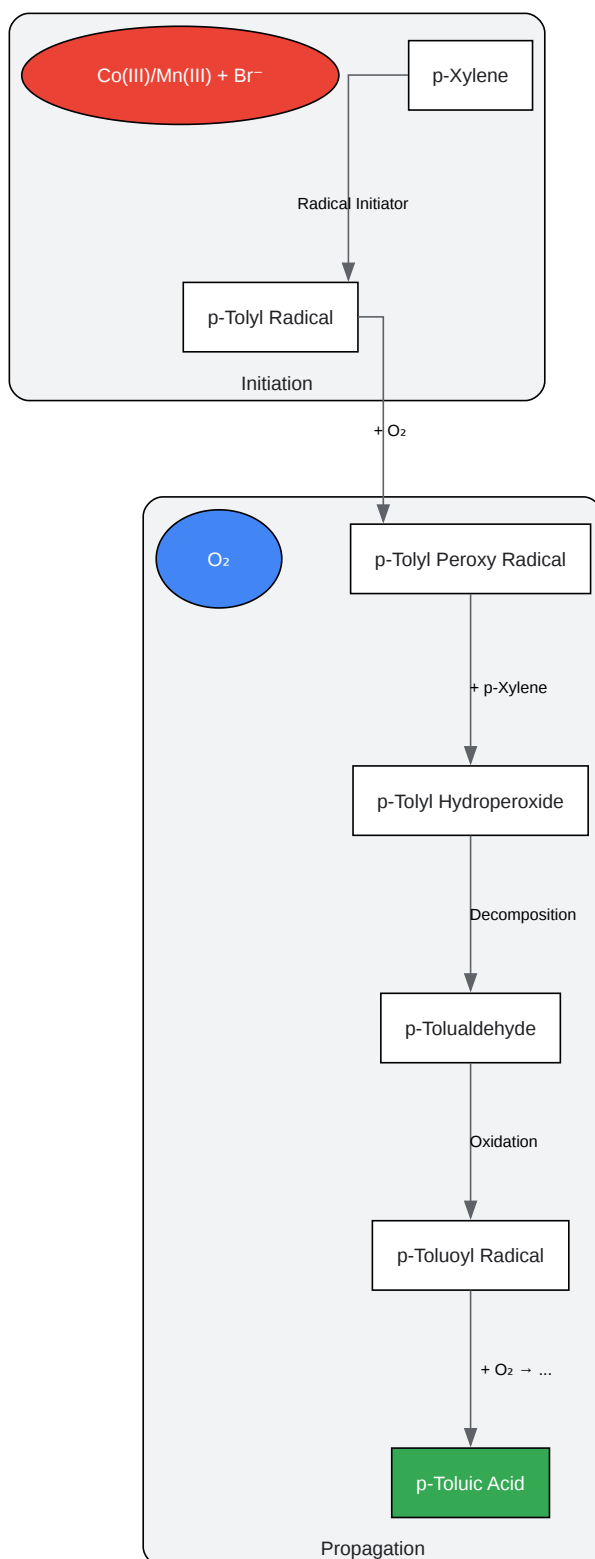 Co(III)/Mn(III) + Br⁻
p-Xylene
Radical Initiator
p-Tolyl Radical
Initiation
+ O₂
O₂
p-Tolyl Peroxy Radical
+ p-Xylene
p-Tolyl Hydroperoxide
Decomposition
p-Tolualdehyde
Oxidation
p-Toluoyl Radical
+ O₂ → ...
p-Toluic Acid
Propagation